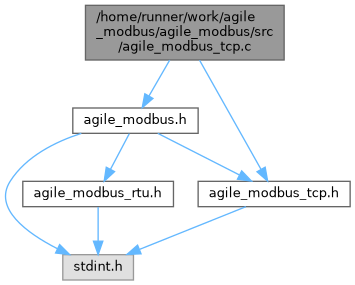 /home/runner/work/agile
_modbus/agile_modbus/src
/agile_modbus_tcp.c
agile_modbus.h
agile_modbus_rtu.h
agile_modbus_tcp.h
stdint.h